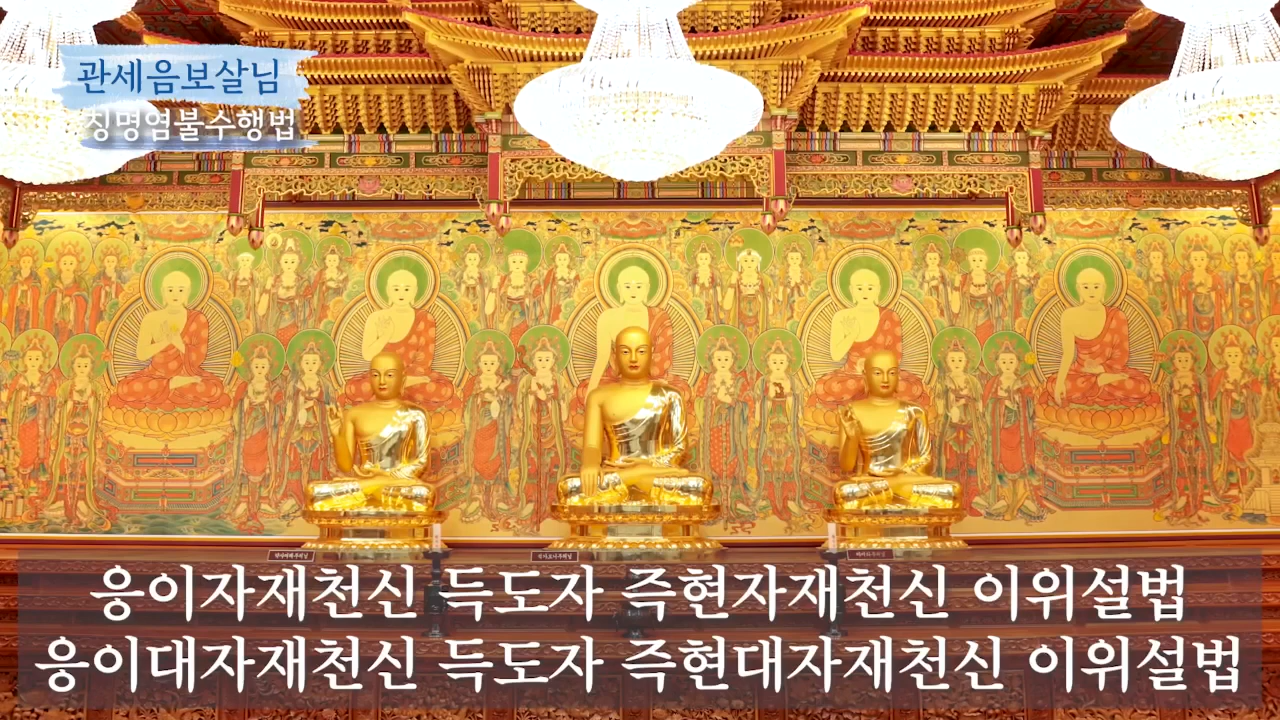 관세음보살님
칭명염불수행법
응이자재천신 득도자 즉현자재천신 이위설법
응이대자재천신 득도자 즉현대자재천신 이위설법